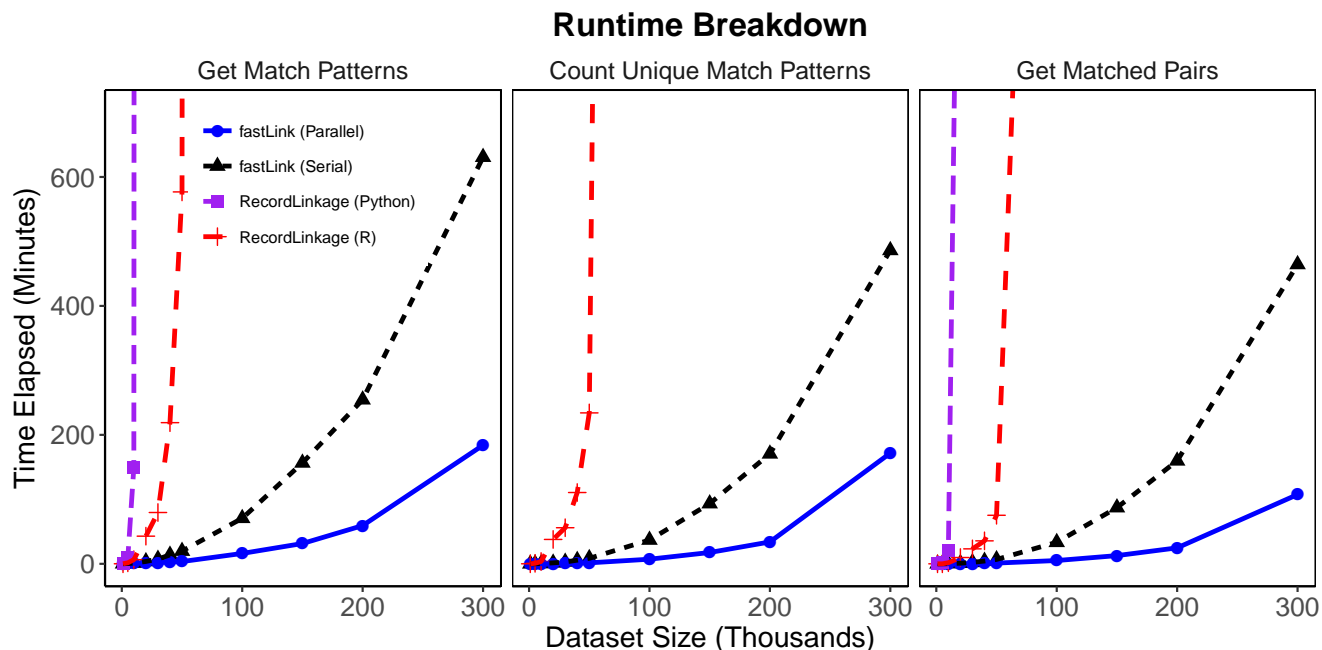 Runtime Breakdown
Get Match Patterns
Count Unique Match Patterns
Get Matched Pairs
fastLink (Parallel)
fastLink (Serial)
RecordLinkage (Python)
RecordLinkage (R)
Time Elapsed (Minutes)
600
400
200
0
0 100 200 300
0 100 200 300
0 100 200 300
Dataset Size (Thousands)